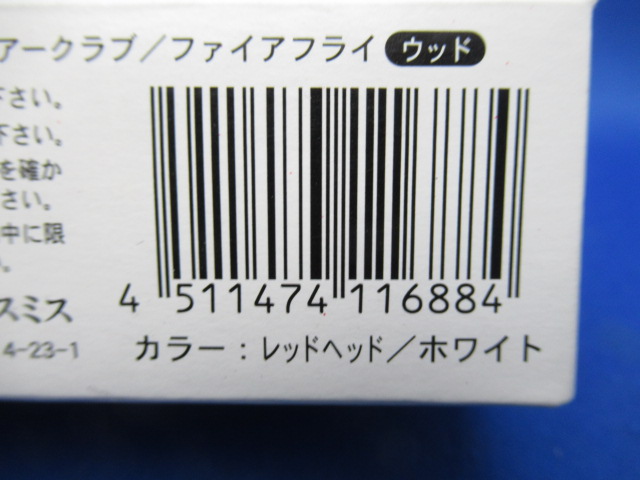 アークラブ／ファイアフライ ウッド
下さい。
下さい。
を確か
さい。
中に限
。
スミス
4-23-1
4 511474 116884
カラー：レッドヘッド／ホワイト